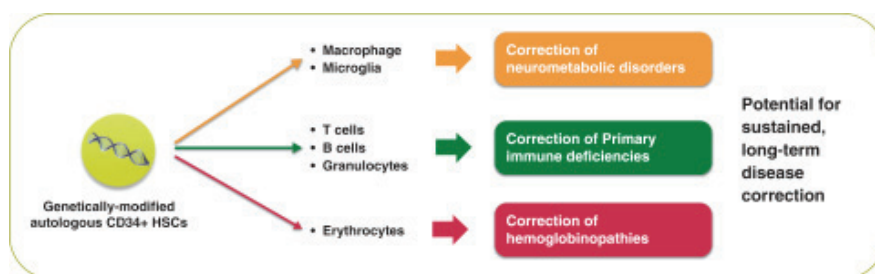 Genetically-modified
autologous CD34+ HSCs
• Macrophage
• Microglia
Correction of
neurometabolic disorders
• T cells
• B cells
• Granulocytes
Correction of Primary
immune deficiencies
• Erythrocytes
Correction of
hemoglobinopathies
Potential for
sustained,
long-term
disease
correction